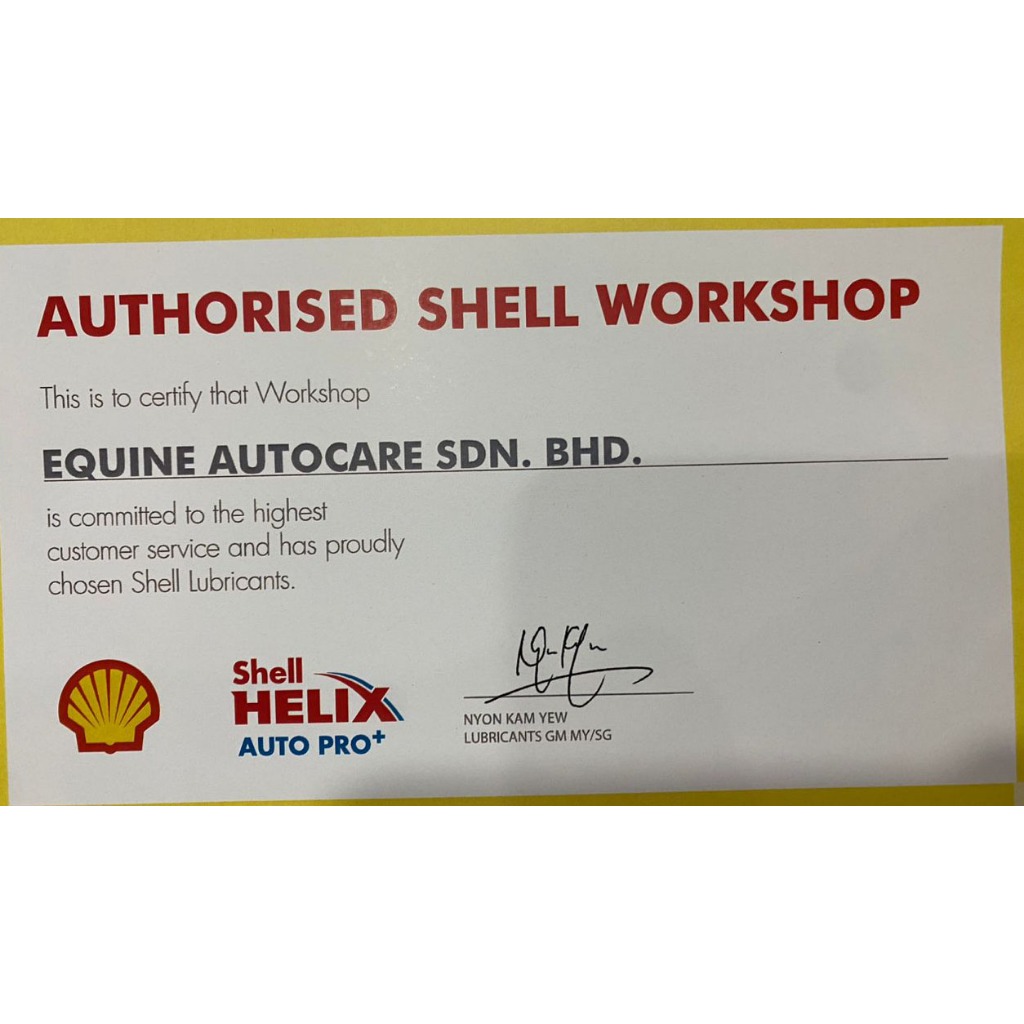 AUTHORISED SHELL WORKSHOP
This is to certify that Workshop
EQUINE AUTOCARE SDN. BHD.
is committed to the highest
customer service and has proudly
chosen Shell Lubricants.
Shell
HELIX
AUTO PRO+
NYON KAM YEW
LUBRICANTS GM MY/SG